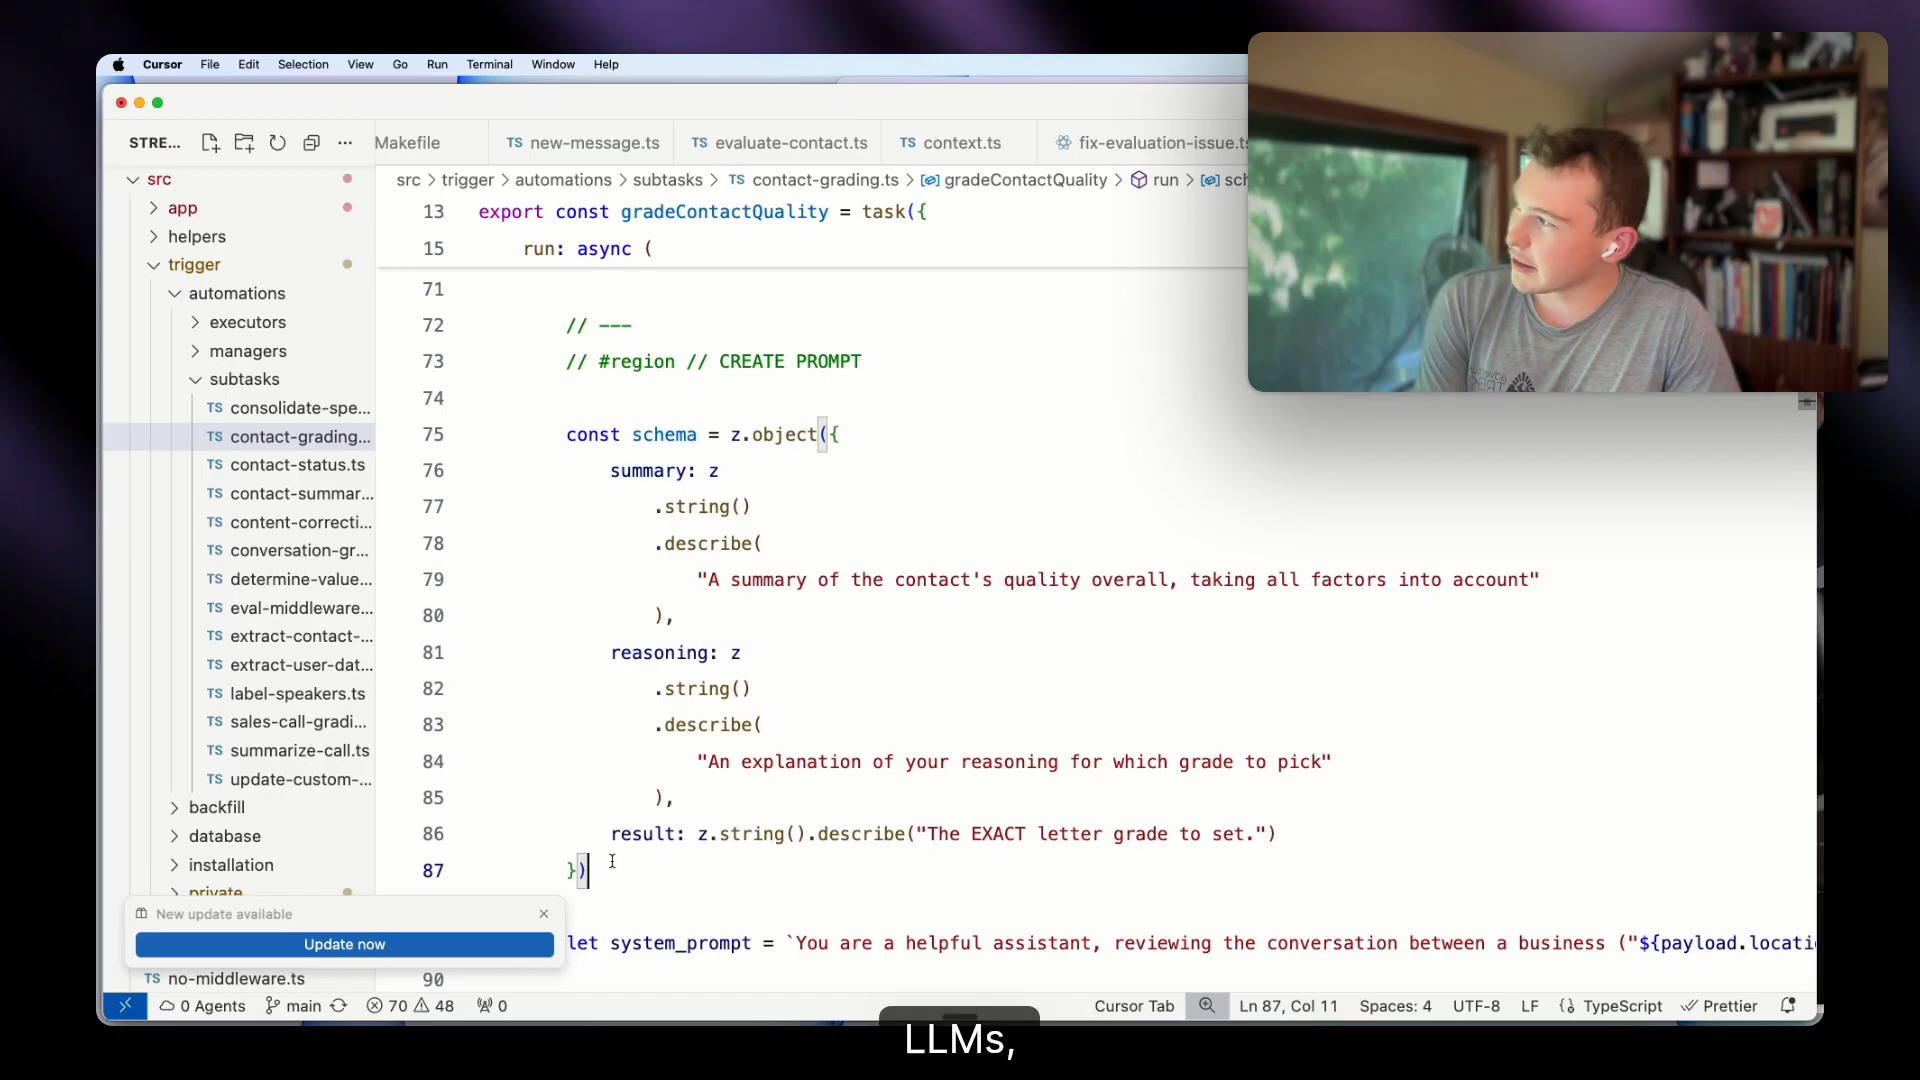 Cursor File Edit Selection View Go Run Terminal Window Help
STRE...
Makefile
TS new-message.ts
TS evaluate-contact.ts
TS context.ts
fix-evaluation-issue.ts
src > trigger > automations > subtasks > TS contact-grading.ts > gradeContactQuality > run > sch
src
app
helpers
trigger
automations
executors
managers
subtasks
TS consolidate-spe...
TS contact-grading...
TS contact-status.ts
TS contact-summar...
TS content-correcti...
TS conversation-gr...
TS determine-value...
TS eval-middleware...
TS extract-contact-...
TS extract-user-dat...
TS label-speakers.ts
TS sales-call-gradi...
TS summarize-call.ts
TS update-custom-...
backfill
database
installation
private
New update available
Update now
TS no-middleware.ts
13 export const gradeContactQuality = task({
15 run: async (
71
72 // ---
73 // #region // CREATE PROMPT
74
75 const schema = z.object({
76 summary: z
77 .string()
78 .describe(
79 "A summary of the contact's quality overall, taking all factors into account"
80 ),
81 reasoning: z
82 .string()
83 .describe(
84 "An explanation of your reasoning for which grade to pick"
85 ),
86 result: z.string().describe("The EXACT letter grade to set.")
87 })
let system_prompt = `You are a helpful assistant, reviewing the conversation between a business ("${payload.locati
90
0 Agents main 70 48 0
Cursor Tab Ln 87, Col 11 Spaces: 4 UTF-8 LF {} TypeScript Prettier
LLMs,